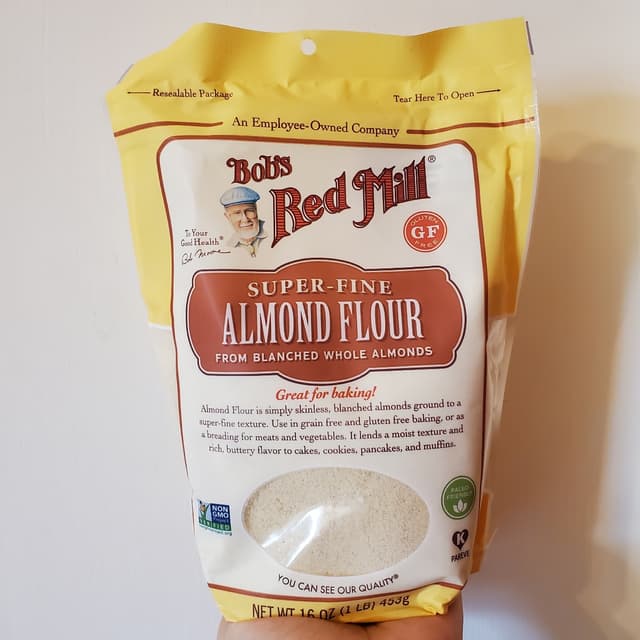 Resealable Package
Tear Here To Open
An Employee-Owned Company
Bob's
Red Mill®
To Your
Good Health®
Bob Moore
GLUTEN
GF
FREE
SUPER-FINE
ALMOND FLOUR
FROM BLANCHED WHOLE ALMONDS
Great for baking!
Almond Flour is simply skinless, blanched almonds ground to a
super-fine texture. Use in grain free and gluten free baking, or as
a breading for meats and vegetables. It lends a moist texture and
rich, buttery flavor to cakes, cookies, pancakes, and muffins.
PALEO
FRIENDLY
NON
GMO
Project
VERIFIED
K
PAREVE
YOU CAN SEE OUR QUALITY®
NET WT 16 OZ (1 LB) 453g